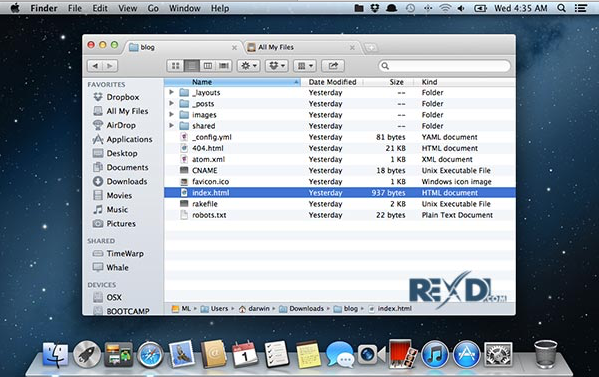 Finder File Edit View Go Window Help Wed 4:35 AM
blog All My Files
FAVORITES
Dropbox
All My Files
AirDrop
Applications
Desktop
Documents
Downloads
Movies
Music
Pictures
SHARED
TimeWarp
Whale
DEVICES
OSX
BOOTCAMP
Name Date Modified Size Kind
_layouts Yesterday -- Folder
_posts Yesterday -- Folder
images Yesterday -- Folder
shared Yesterday -- Folder
_config.yml Yesterday 81 bytes YAML document
404.html Yesterday 21 KB HTML document
atom.xml Yesterday 1 KB XML document
CNAME Yesterday 18 bytes Unix Executable File
favicon.ico Yesterday 1 KB Windows icon image
index.html Yesterday 937 bytes HTML document
rakefile Yesterday 2 KB Unix Executable File
robots.txt Yesterday 22 bytes Plain Text Document
REXDL.COM
ML Users darwin Downloads blog index.html
1